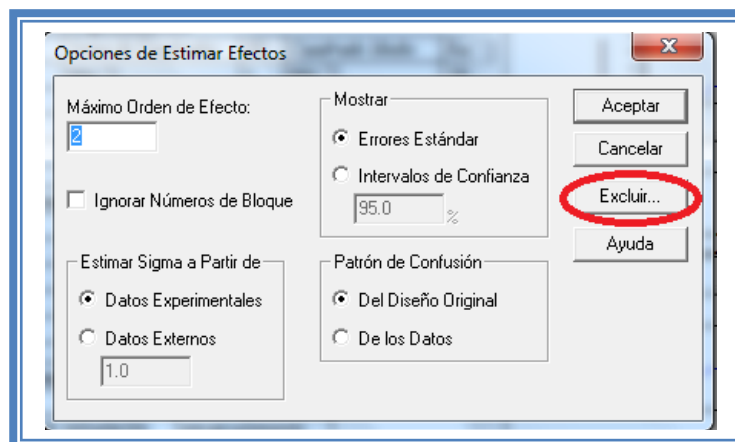 Opciones de Estimar Efectos
Máximo Orden de Efecto:
2
Ignorar Números de Bloque
Mostrar
Errores Estándar
Intervalos de Confianza
95.0 %
Aceptar
Cancelar
Excluir...
Ayuda
Estimar Sigma a Partir de
Datos Experimentales
Datos Externos
1.0
Patrón de Confusión
Del Diseño Original
De los Datos